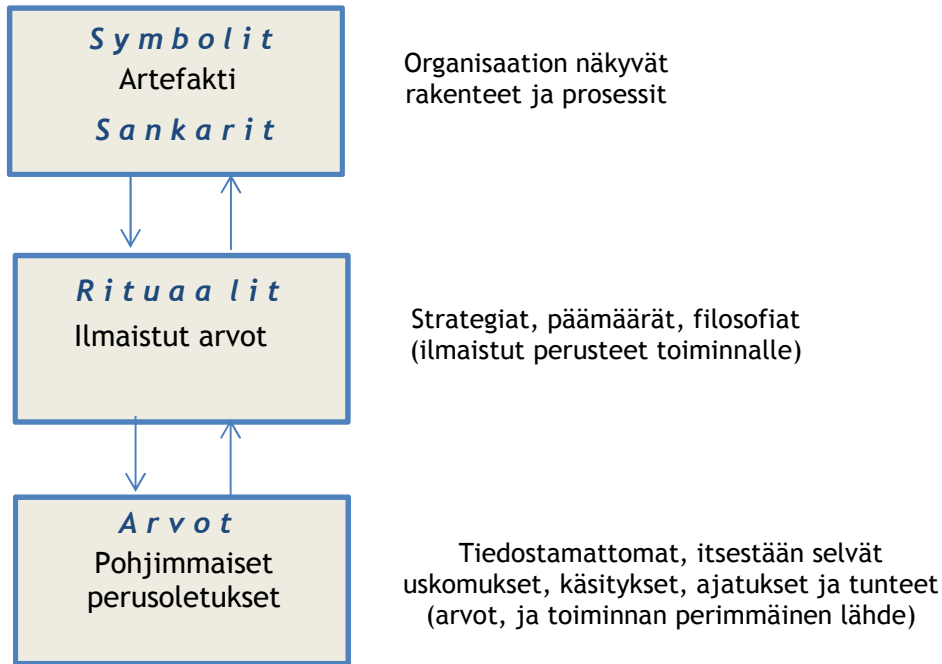 Symbolit
Artefakti
Sankarit
Organisaation näkyvät
rakenteet ja prosessit
Rituaalit
Ilmaistut arvot
Strategiat, päämäärät, filosofiat
(ilmaistut perusteet toiminnalle)
Arvot
Pohjimmaiset
perusoletukset
Tiedostamattomat, itsestään selvät
uskomukset, käsitykset, ajatukset ja tunteet
(arvot, ja toiminnan perimmäinen lähde)